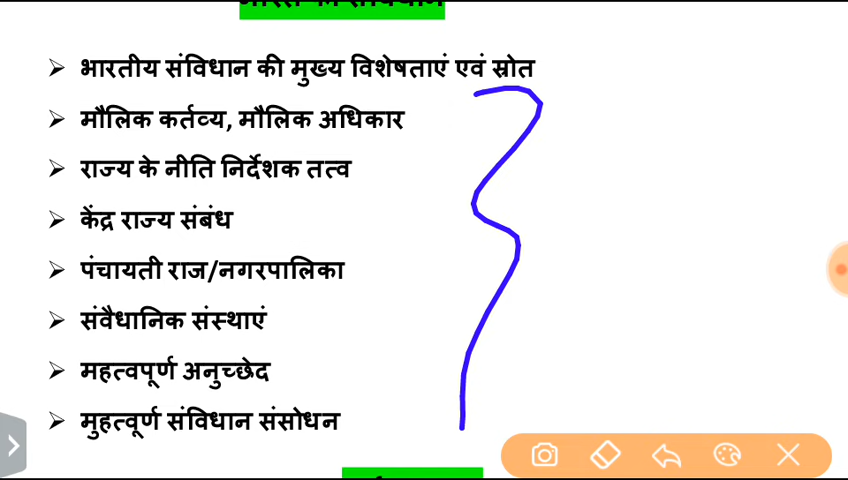 भारतीय संविधान की मुख्य विशेषताएं एवं स्रोत
मौलिक कर्तव्य, मौलिक अधिकार
राज्य के नीति निर्देशक तत्व
केंद्र राज्य संबंध
पंचायती राज/नगरपालिका
संवैधानिक संस्थाएं
महत्वपूर्ण अनुच्छेद
मुहत्वूर्ण संविधान संसोधन